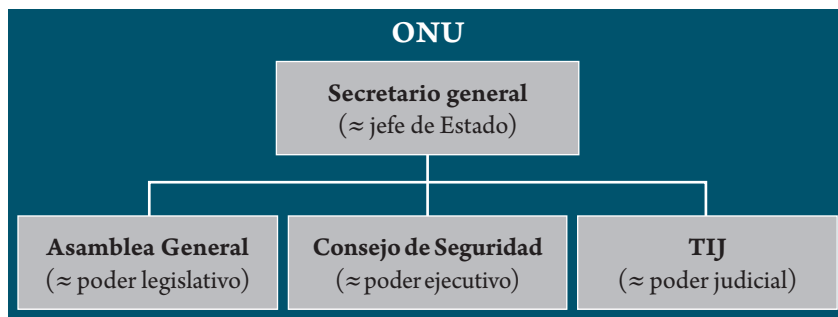 ONU
Secretario general
(≈ jefe de Estado)
Asamblea General
(≈ poder legislativo)
Consejo de Seguridad
(≈ poder ejecutivo)
TIJ
(≈ poder judicial)